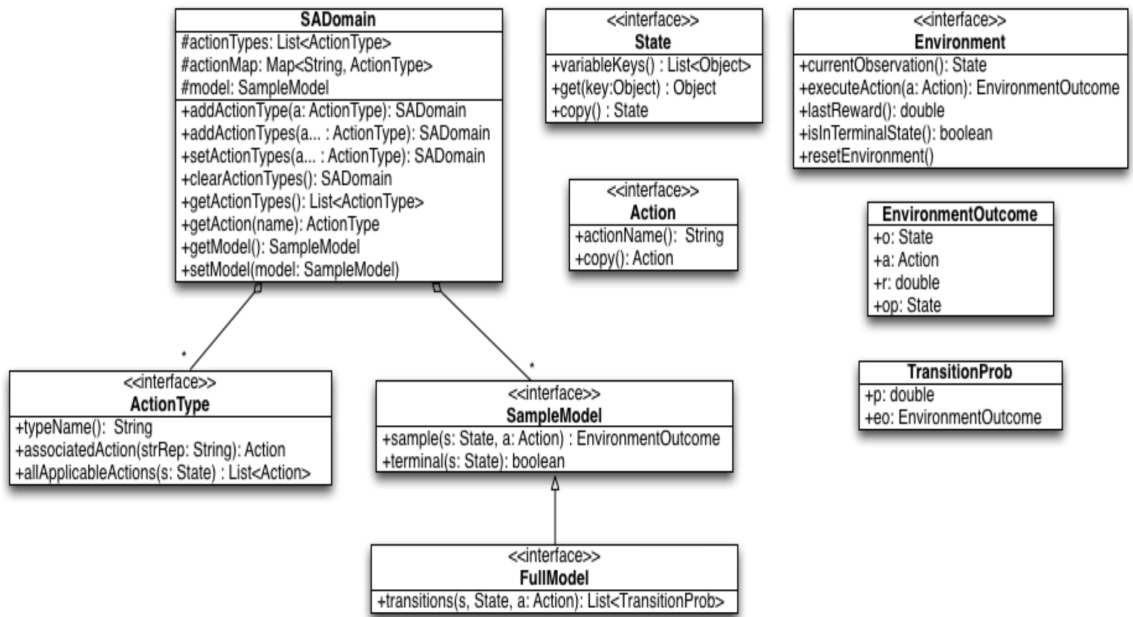 SADomain
#actionTypes: List<ActionType>
#actionMap: Map<String, ActionType>
#model: SampleModel
+addActionType(a: ActionType): SADomain
+addActionTypes(a... : ActionType): SADomain
+setActionTypes(a... : ActionType): SADomain
+clearActionTypes(): SADomain
+getActionTypes(): List<ActionType>
+getAction(name): ActionType
+getModel(): SampleModel
+setModel(model: SampleModel)
<<interface>>
State
+variableKeys() : List<Object>
+get(key:Object) : Object
+copy() : State
<<interface>>
Environment
+currentObservation(): State
+executeAction(a: Action): EnvironmentOutcome
+lastReward(): double
+isInTerminalState(): boolean
+resetEnvironment()
<<interface>>
Action
+actionName(): String
+copy(): Action
EnvironmentOutcome
+o: State
+a: Action
+r: double
+op: State
*
*
<<interface>>
ActionType
+typeName(): String
+associatedAction(strRep: String): Action
+allApplicableActions(s: State) : List<Action>
<<interface>>
SampleModel
+sample(s: State, a: Action) : EnvironmentOutcome
+terminal(s: State): boolean
TransitionProb
+p: double
+eo: EnvironmentOutcome
<<interface>>
FullModel
+transitions(s, State, a: Action): List<TransitionProb>